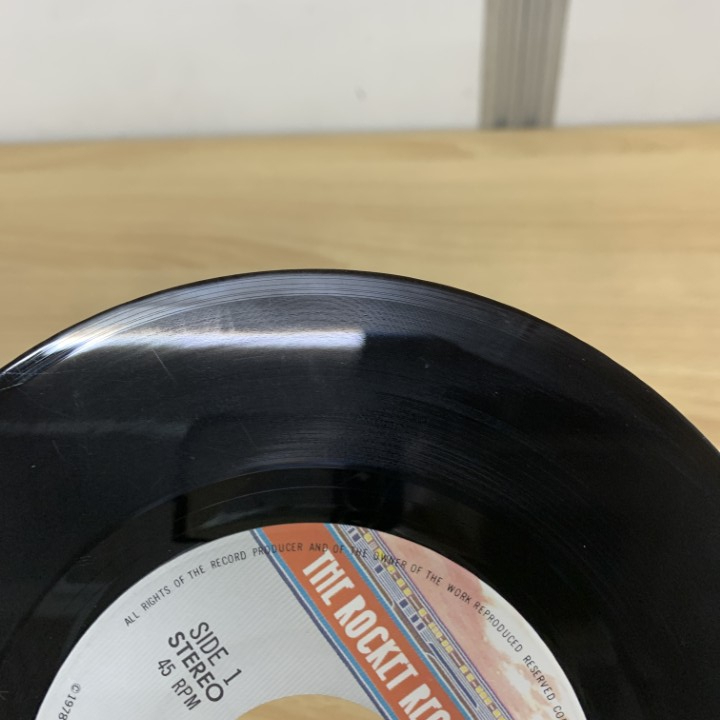 ALL RIGHTS OF THE RECORD PRODUCER AND OF THE OWNER OF THE WORK REPRODUCED RESERVED
SIDE 1
STEREO
45 RPM
THE ROCKET
©1978